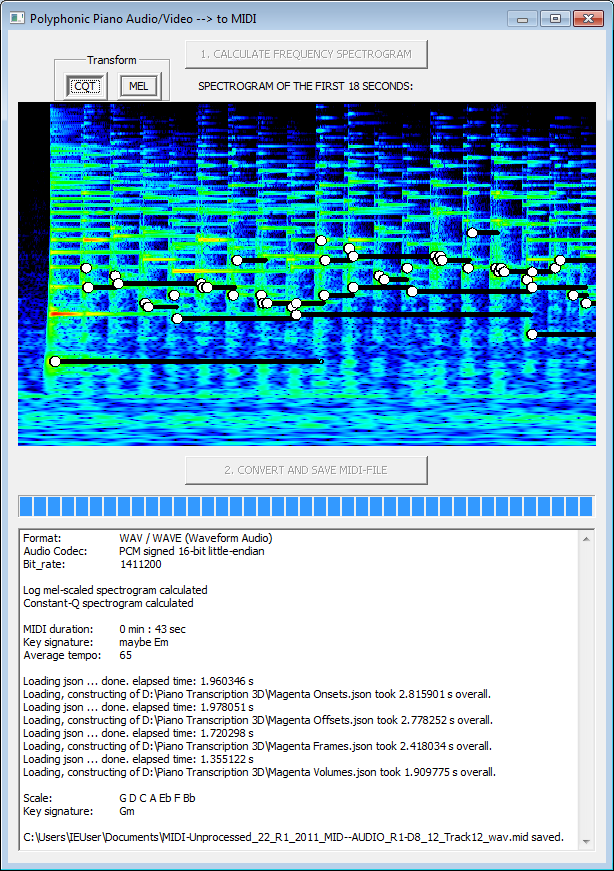 Polyphonic Piano Audio/Video --> to MIDI
1. CALCULATE FREQUENCY SPECTROGRAM
Transform
CQT
MEL
SPECTROGRAM OF THE FIRST 18 SECONDS:
2. CONVERT AND SAVE MIDI-FILE
Format: WAV / WAVE (Waveform Audio)
Audio Codec: PCM signed 16-bit little-endian
Bit_rate: 1411200
Log mel-scaled spectrogram calculated
Constant-Q spectrogram calculated
MIDI duration: 0 min : 43 sec
Key signature: maybe Em
Average tempo: 65
Loading json ... done. elapsed time: 1.960346 s
Loading, constructing of D:\Piano Transcription 3D\Magenta Onsets.json took 2.815901 s overall.
Loading json ... done. elapsed time: 1.978051 s
Loading, constructing of D:\Piano Transcription 3D\Magenta Offsets.json took 2.778252 s overall.
Loading json ... done. elapsed time: 1.720298 s
Loading, constructing of D:\Piano Transcription 3D\Magenta Frames.json took 2.418034 s overall.
Loading json ... done. elapsed time: 1.355122 s
Loading, constructing of D:\Piano Transcription 3D\Magenta Volumes.json took 1.909775 s overall.
Scale: G D C A Eb F Bb
Key signature: Gm
C:\Users\IEUser\Documents\MIDI-Unprocessed_22_R1_2011_MID--AUDIO_R1-D8_12_Track12_wav.mid saved.